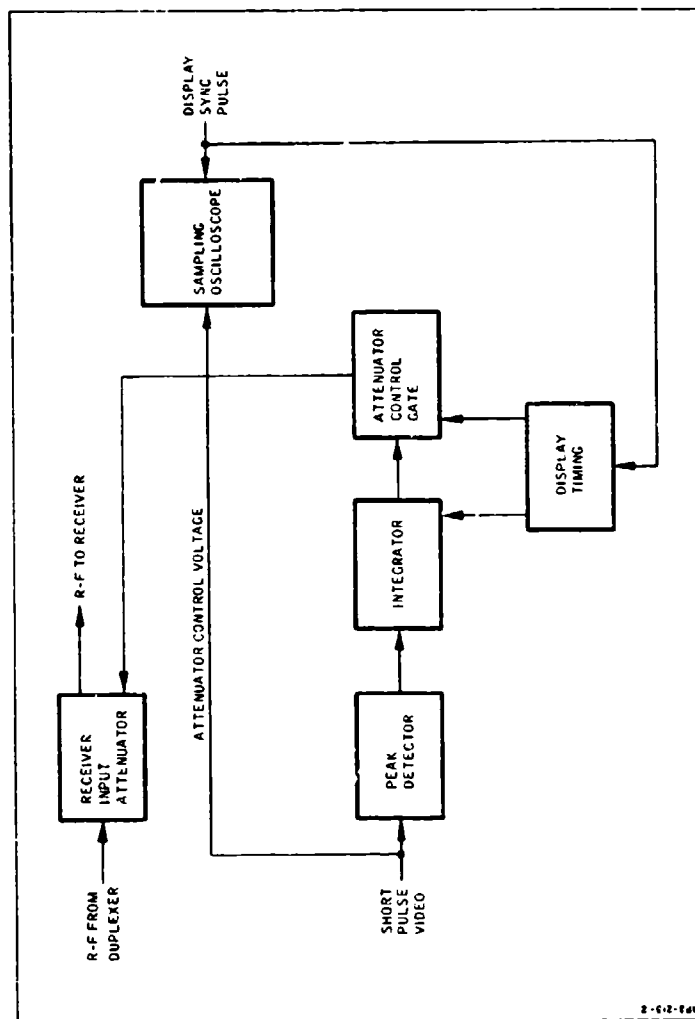 R-F FROM
DUPLEXER
RECEIVER
INPUT
ATTENUATOR
R-F TO RECEIVER
ATTENUATOR CONTROL VOLTAGE
SAMPLING
OSCILLOSCOPE
DISPLAY
SYNC
PULSE
SHORT
PULSE
VIDEO
PEAK
DETECTOR
INTEGRATOR
ATTENUATOR
CONTROL
GATE
DISPLAY
TIMING